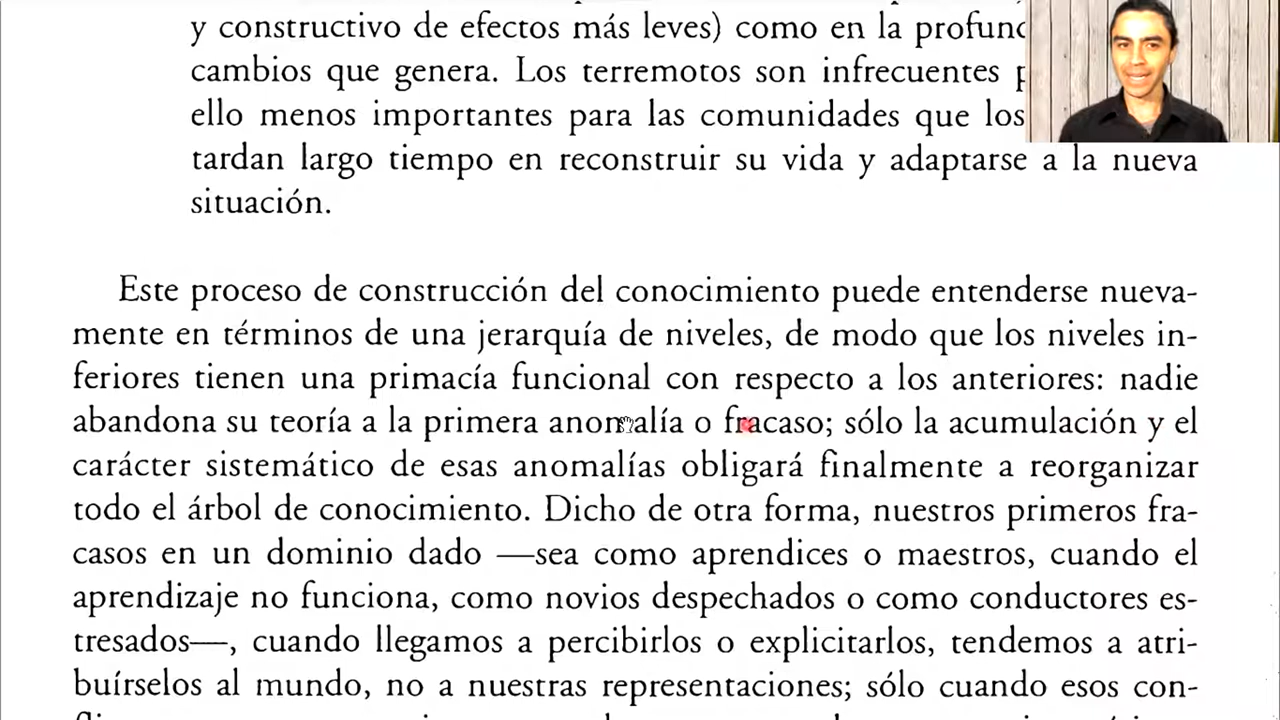 y constructivo de efectos más leves) como en la
cambios que genera. Los terremotos son infrecuentes
ello menos importantes para las comunidades que los
tardan largo tiempo en reconstruir su vida y adaptarse a la nueva
situación.
Este proceso de construcción del conocimiento puede entenderse nueva-
mente en términos de una jerarquía de niveles, de modo que los niveles in-
feriores tienen una primacía funcional con respecto a los anteriores: nadie
abandona su teoría a la primera anomalía o fracaso; sólo la acumulación y el
carácter sistemático de esas anomalías obligará finalmente a reorganizar
todo el árbol de conocimiento. Dicho de otra forma, nuestros primeros fra-
casos en un dominio dado —sea como aprendices o maestros, cuando el
aprendizaje no funciona, como novios despechados o como conductores es-
tresados—, cuando llegamos a percibirlos o explicitarlos, tendemos a atri-
buírselos al mundo, no a nuestras representaciones; sólo cuando esos con-